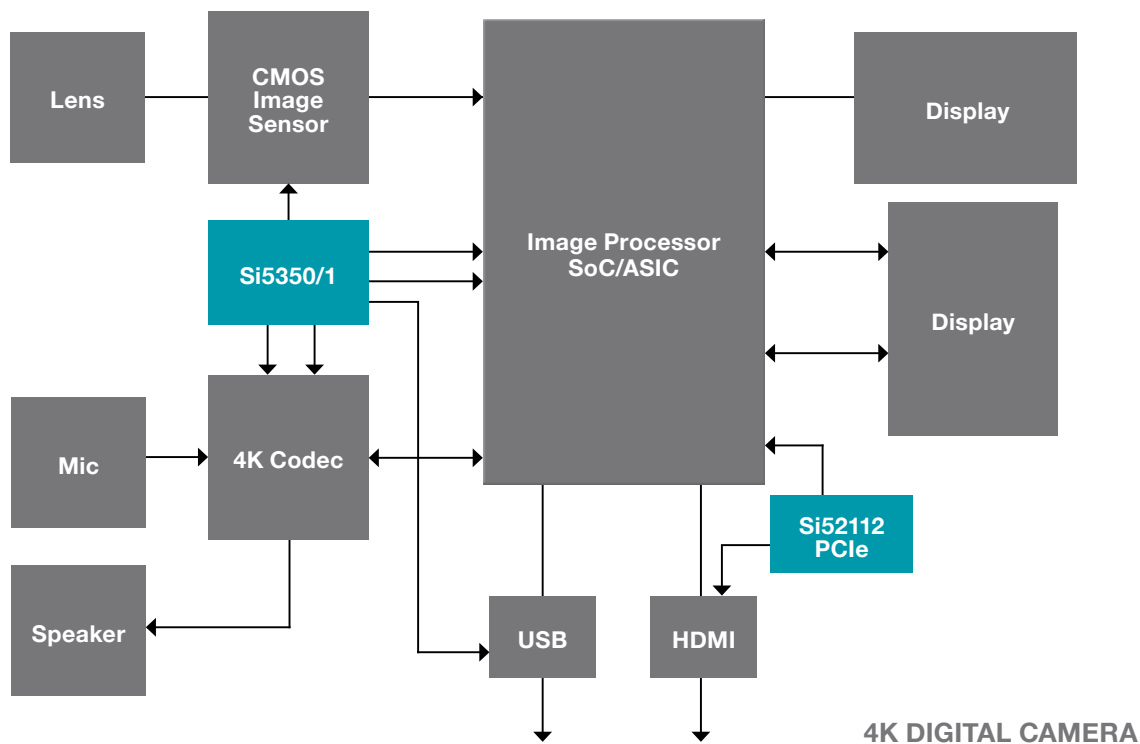 Lens
CMOS
Image
Sensor
Image Processor
SoC/ASIC
Display
Si5350/1
Display
Mic
4K Codec
Si52112
PCIe
Speaker
USB
HDMI
4K DIGITAL CAMERA